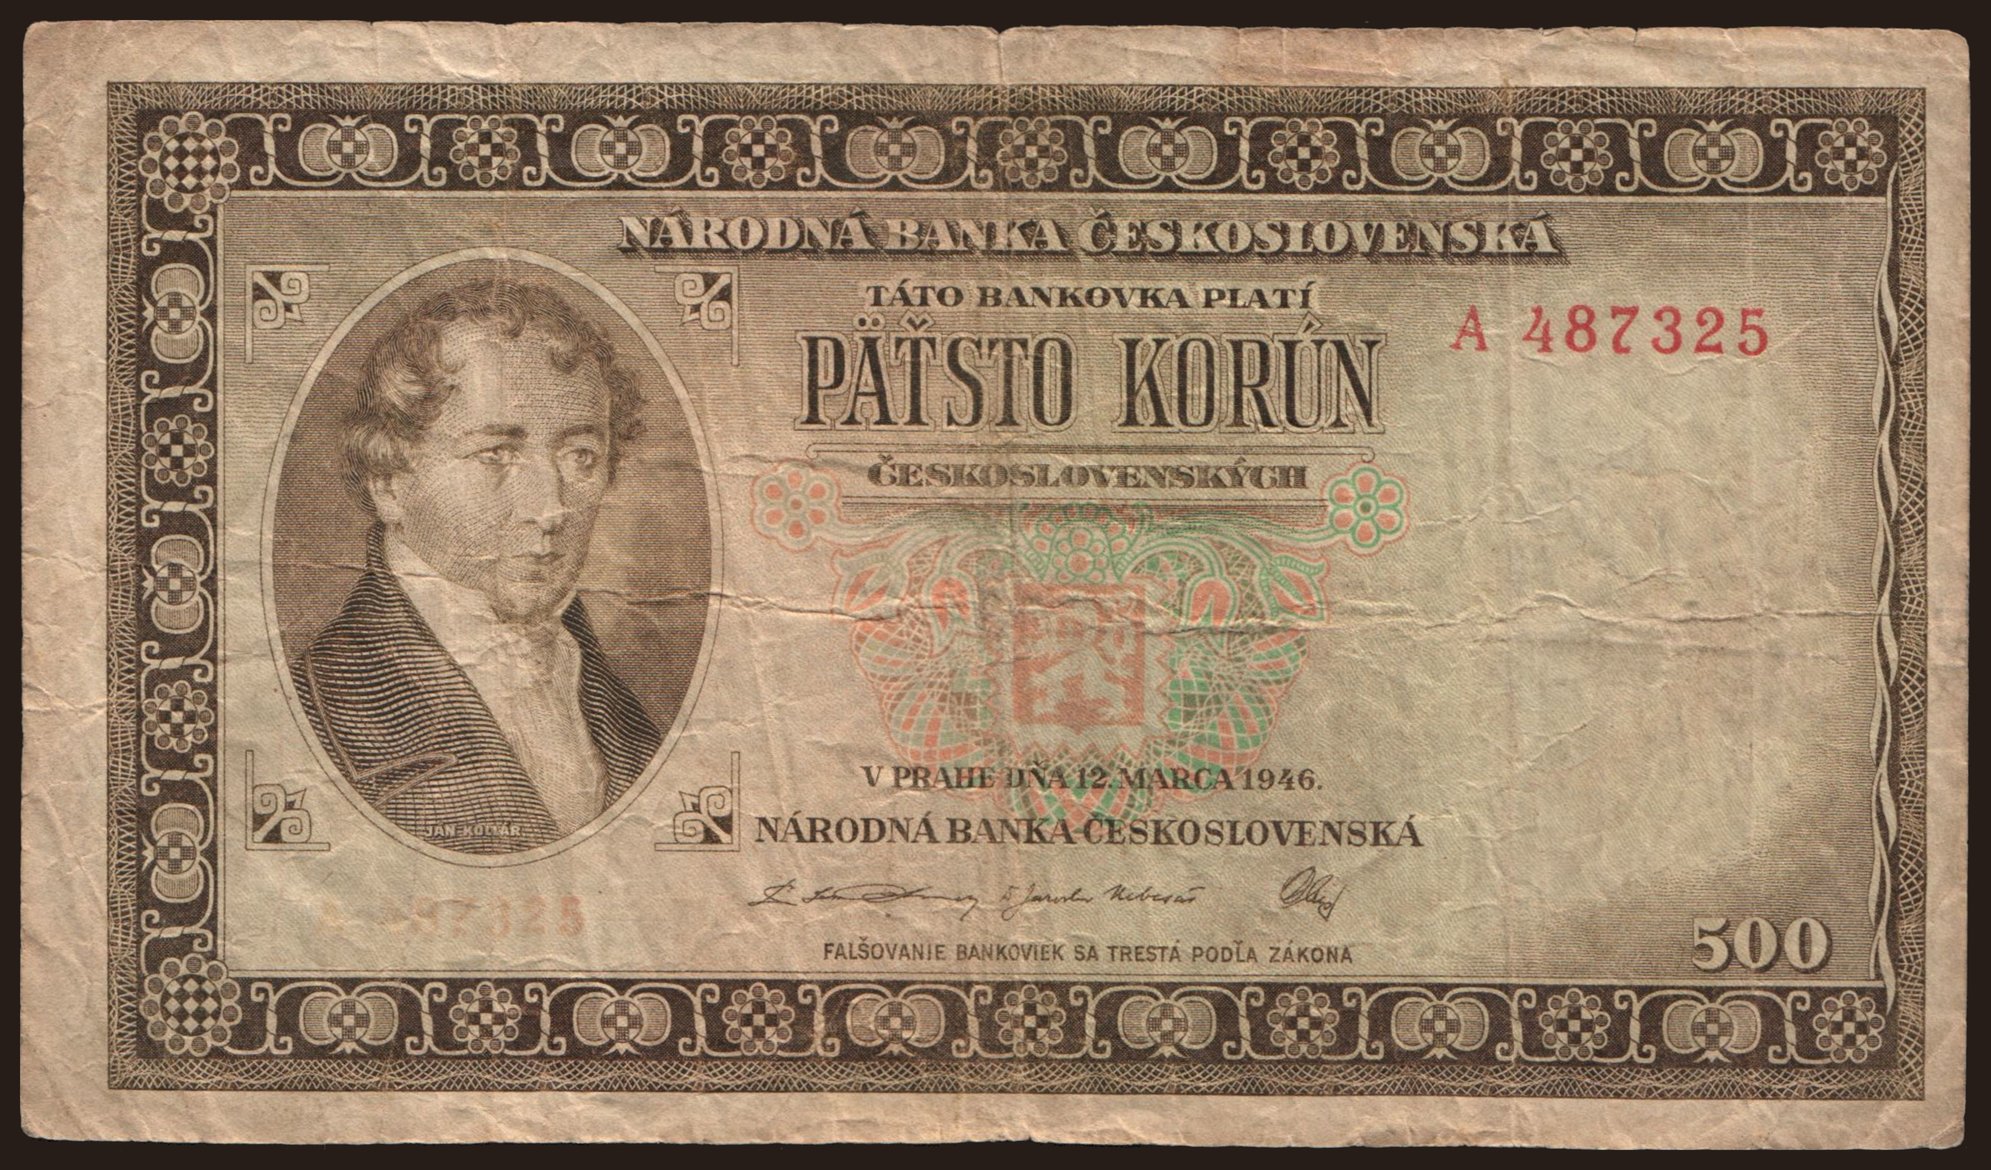 NÁRODNÁ BANKA ČESKOSLOVENSKÁ
TÁTO BANKOVKA PLATÍ
PÄŤSTO KORÚN
ČESKOSLOVENSKÝCH
A 487325
V PRAHE DŇA 12. MARCA 1946.
NÁRODNÁ BANKA ČESKOSLOVENSKÁ
JÁN KOLLÁR
FALŠOVANIE BANKOVIEK SA TRESTÁ PODĽA ZÁKONA
500